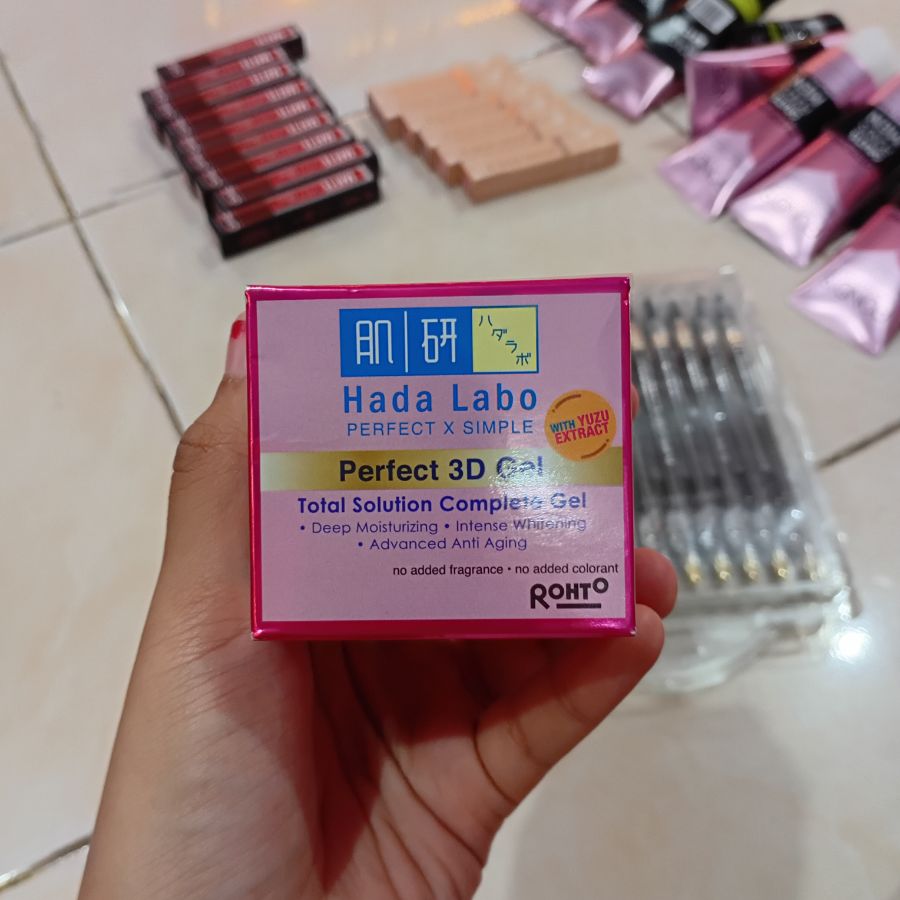 肌研
ハダラボ
Hada Labo
PERFECT X SIMPLE
WITH YUZU
EXTRACT
Perfect 3D Gel
Total Solution Complete Gel
• Deep Moisturizing • Intense Whitening
• Advanced Anti Aging
no added fragrance • no added colorant
ROHTO